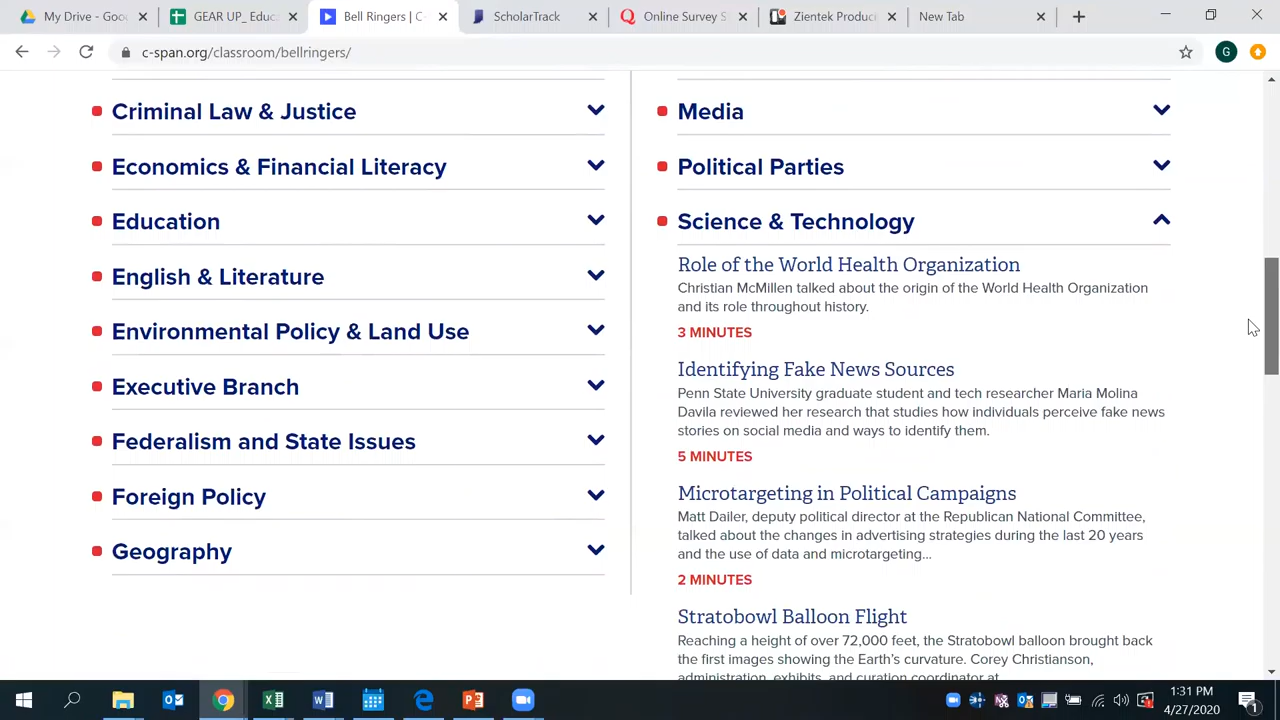 My Drive - Goo
GEAR UP_ Educ
Bell Ringers | C-
ScholarTrack
Online Survey S
Zientek Produc
New Tab
c-span.org/classroom/bellringers/
G
Criminal Law & Justice
Economics & Financial Literacy
Education
English & Literature
Environmental Policy & Land Use
Executive Branch
Federalism and State Issues
Foreign Policy
Geography
Media
Political Parties
Science & Technology
Role of the World Health Organization
Christian McMillen talked about the origin of the World Health Organization
and its role throughout history.
3 MINUTES
Identifying Fake News Sources
Penn State University graduate student and tech researcher Maria Molina
Davila reviewed her research that studies how individuals perceive fake news
stories on social media and ways to identify them.
5 MINUTES
Microtargeting in Political Campaigns
Matt Dailer, deputy political director at the Republican National Committee,
talked about the changes in advertising strategies during the last 20 years
and the use of data and microtargeting...
2 MINUTES
Stratobowl Balloon Flight
Reaching a height of over 72,000 feet, the Stratobowl balloon brought back
the first images showing the Earth's curvature. Corey Christianson,
administration, exhibits, and curation coordinator at
1:31 PM
4/27/2020
1